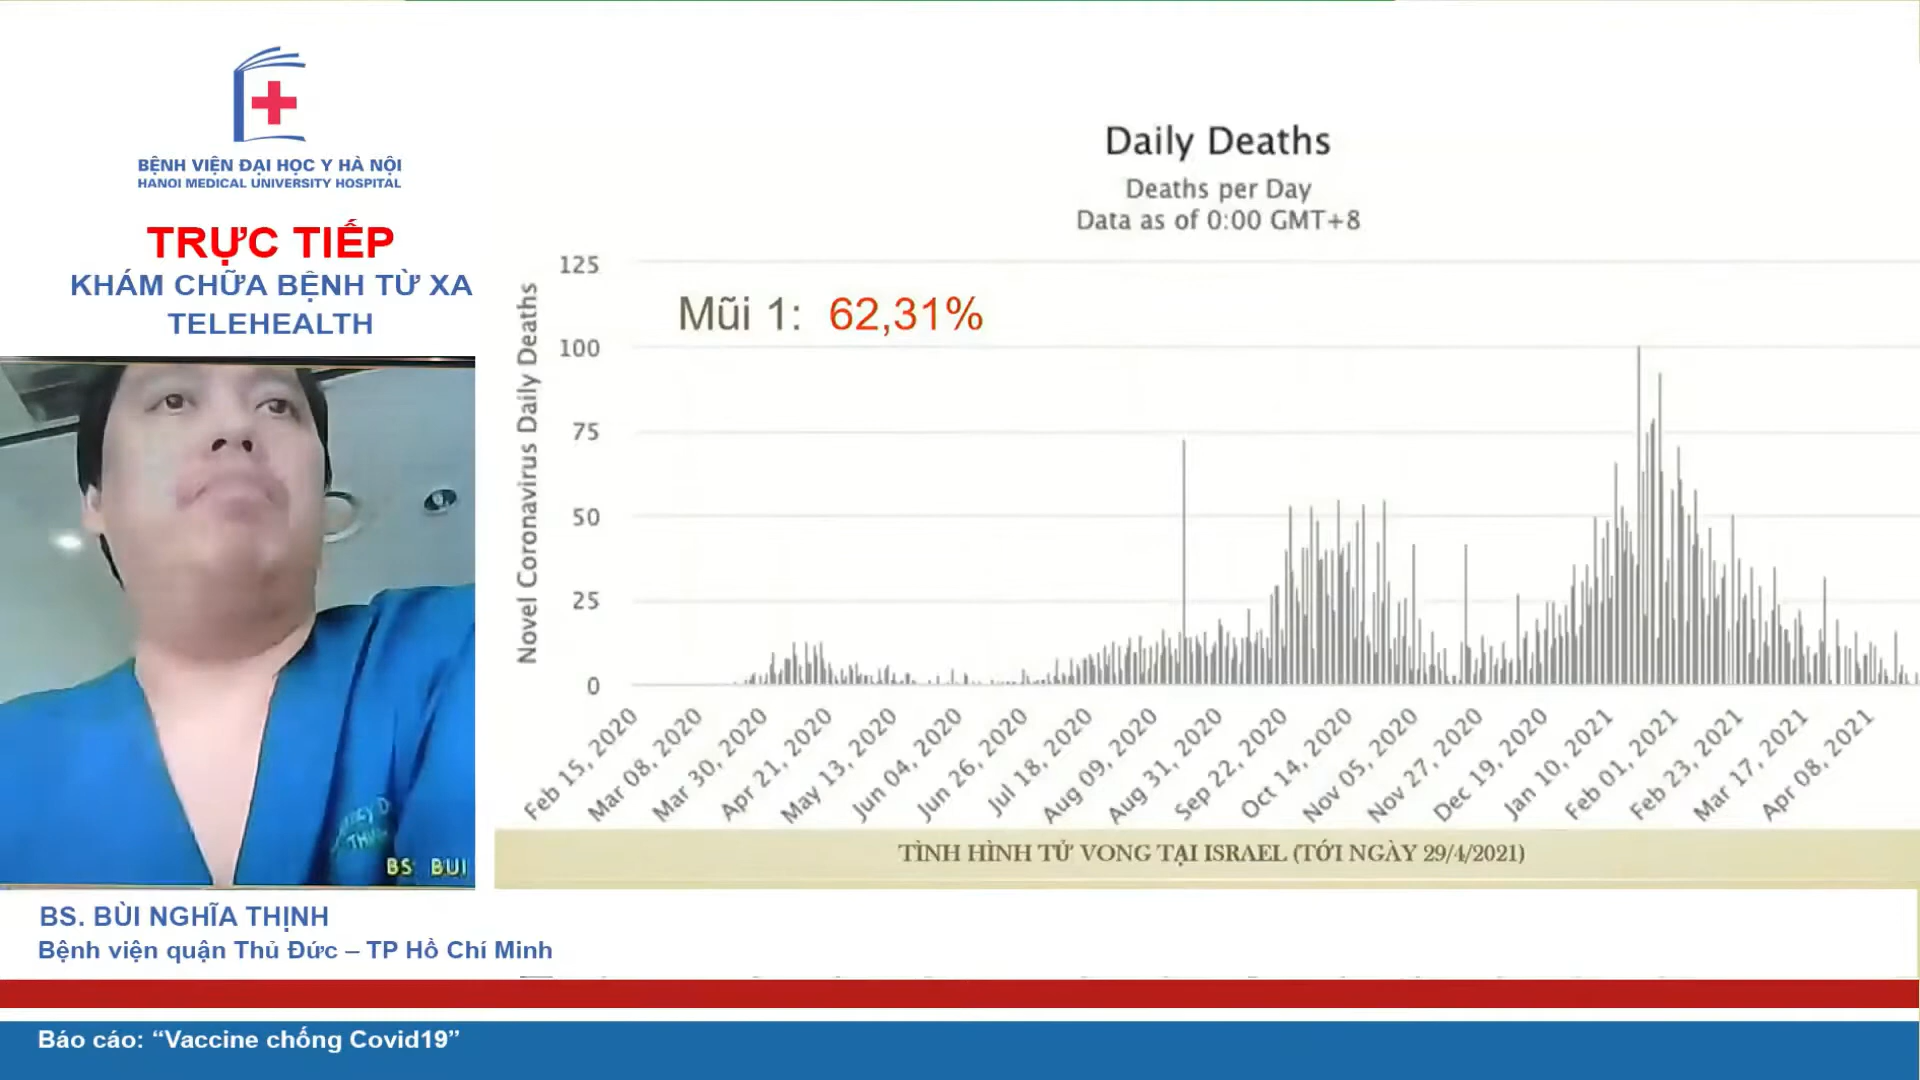 BỆNH VIỆN ĐẠI HỌC Y HÀ NỘI
HANOI MEDICAL UNIVERSITY HOSPITAL
TRỰC TIẾP
KHÁM CHỮA BỆNH TỪ XA
TELEHEALTH
BS BUI
BS. BÙI NGHĨA THỊNH
Bệnh viện quận Thủ Đức – TP Hồ Chí Minh
Daily Deaths
Deaths per Day
Data as of 0:00 GMT+8
Mũi 1: 62,31%
Novel Coronavirus Daily Deaths
125
100
75
50
25
0
Feb 15, 2020
Mar 08, 2020
Mar 30, 2020
Apr 21, 2020
May 13, 2020
Jun 04, 2020
Jun 26, 2020
Jul 18, 2020
Aug 09, 2020
Aug 31, 2020
Sep 22, 2020
Oct 14, 2020
Nov 05, 2020
Nov 27, 2020
Dec 19, 2020
Jan 10, 2021
Feb 01, 2021
Feb 23, 2021
Mar 17, 2021
Apr 08, 2021
TÌNH HÌNH TỬ VONG TẠI ISRAEL (TỚI NGÀY 29/4/2021)
Báo cáo: “Vaccine chống Covid19”